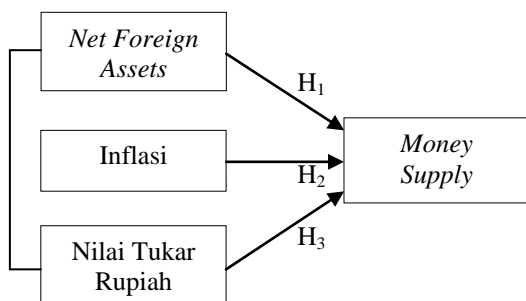 Net Foreign
Assets
H₁
Inflasi
H₂
Money
Supply
Nilai Tukar
Rupiah
H₃